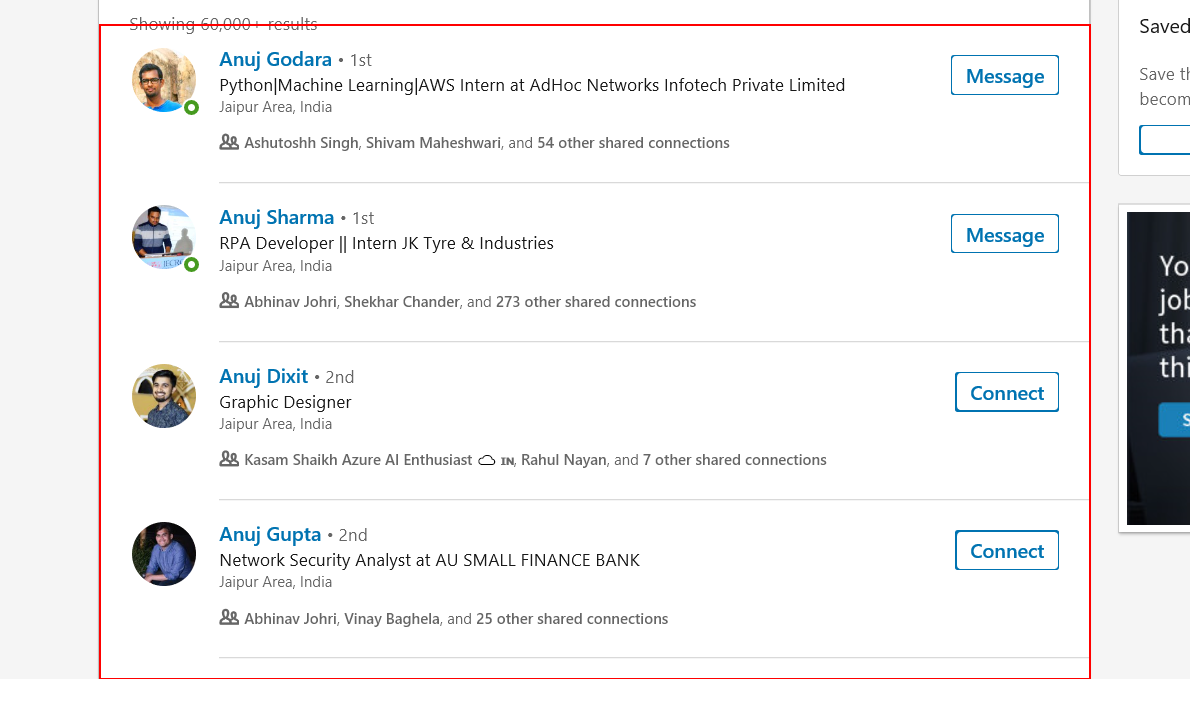 Showing 60,000+ results
Anuj Godara • 1st
Python|Machine Learning|AWS Intern at AdHoc Networks Infotech Private Limited
Jaipur Area, India
Ashutoshh Singh, Shivam Maheshwari, and 54 other shared connections
Message
Anuj Sharma • 1st
RPA Developer || Intern JK Tyre & Industries
Jaipur Area, India
Abhinav Johri, Shekhar Chander, and 273 other shared connections
Message
Anuj Dixit • 2nd
Graphic Designer
Jaipur Area, India
Kasam Shaikh Azure AI Enthusiast ☁ IN, Rahul Nayan, and 7 other shared connections
Connect
Anuj Gupta • 2nd
Network Security Analyst at AU SMALL FINANCE BANK
Jaipur Area, India
Abhinav Johri, Vinay Baghela, and 25 other shared connections
Connect
Saved
Save
becom
Yo
job
tha
thi
S